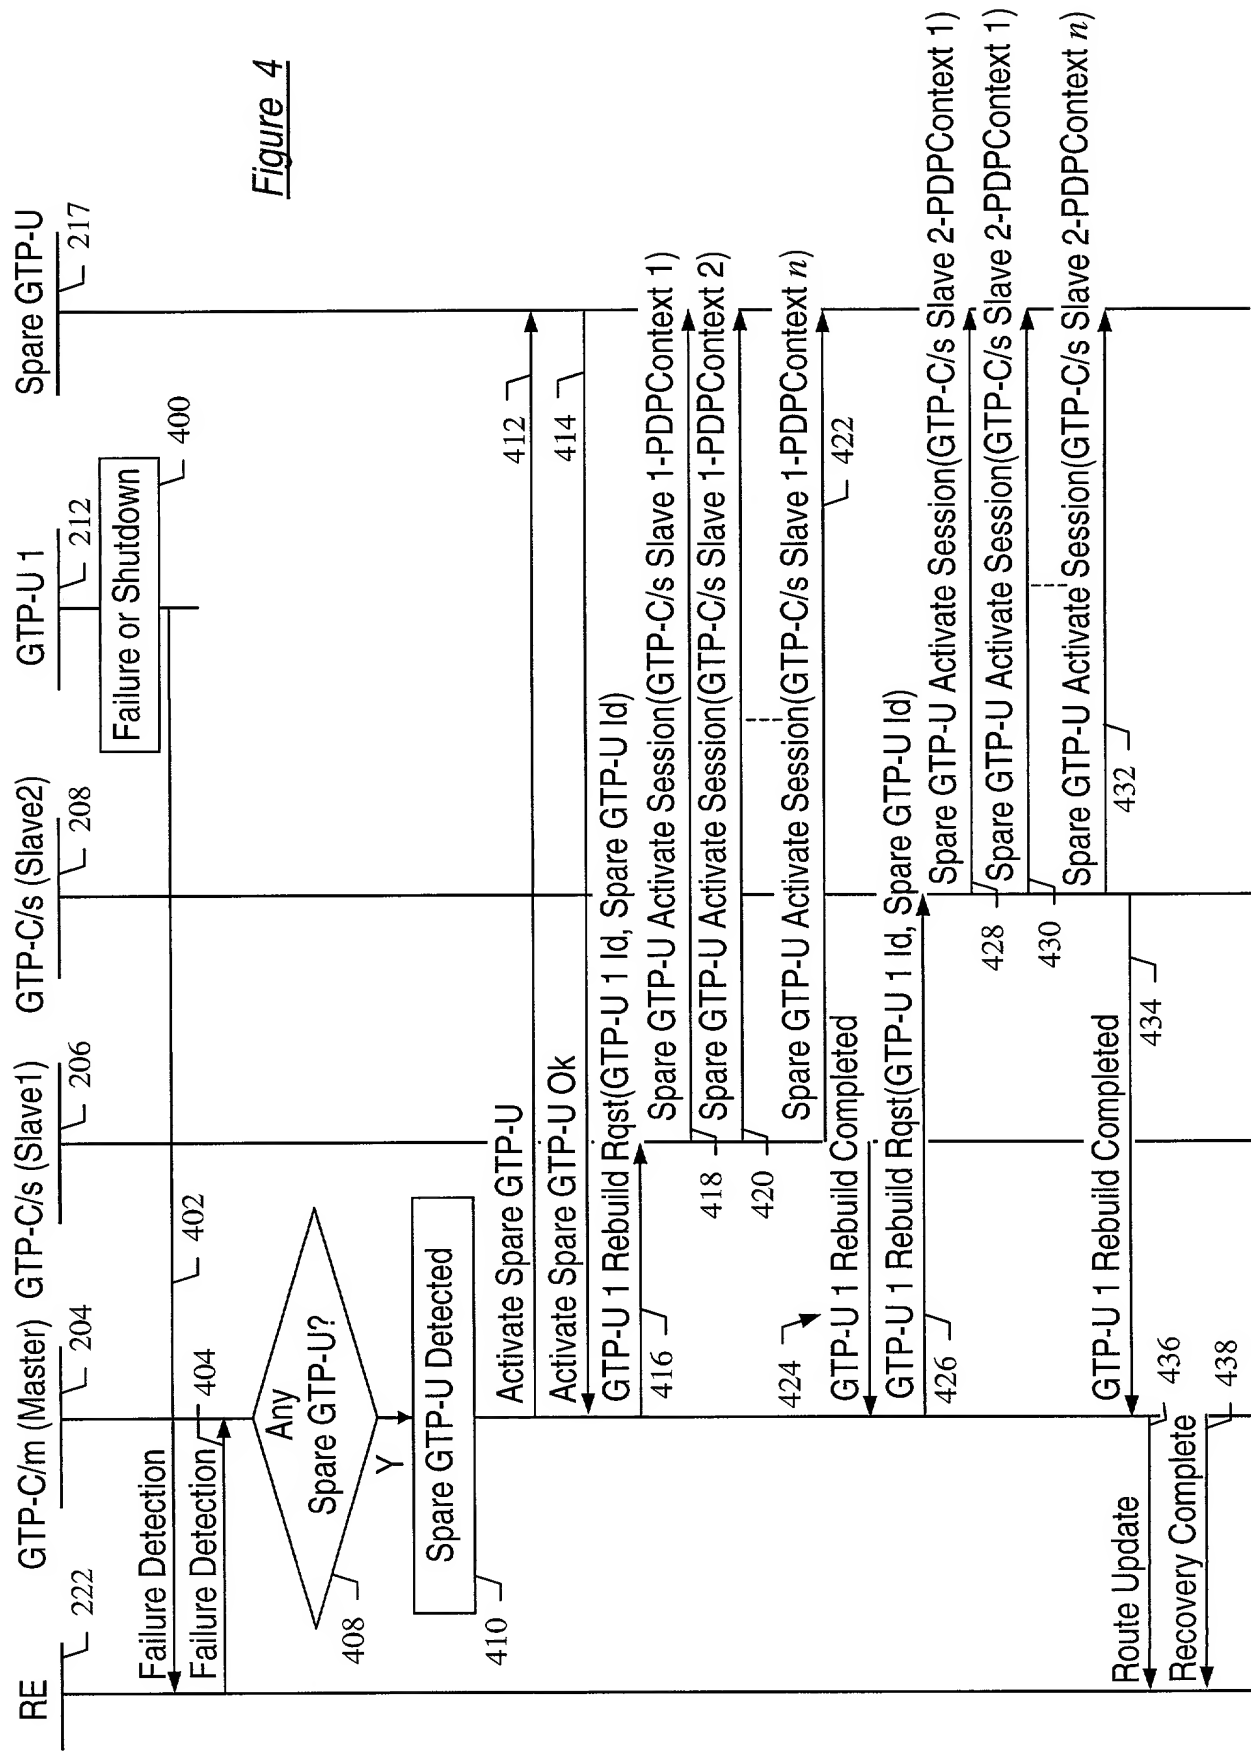 Figure 4
RE
222
GTP-C/m (Master)
204
GTP-C/s (Slave1)
206
GTP-C/s (Slave2)
208
GTP-U 1
212
Spare GTP-U
217
Failure or Shutdown
400
Failure Detection
402
Failure Detection
404
Any
Spare GTP-U?
408
Y
Spare GTP-U Detected
410
Activate Spare GTP-U
412
Activate Spare GTP-U Ok
414
GTP-U 1 Rebuild Rqst(GTP-U 1 Id, Spare GTP-U Id)
416
Spare GTP-U Activate Session(GTP-C/s Slave 1-PDPContext 1)
418
Spare GTP-U Activate Session(GTP-C/s Slave 1-PDPContext 2)
420
Spare GTP-U Activate Session(GTP-C/s Slave 1-PDPContext n)
422
424
GTP-U 1 Rebuild Completed
GTP-U 1 Rebuild Rqst(GTP-U 1 Id, Spare GTP-U Id)
426
Spare GTP-U Activate Session(GTP-C/s Slave 2-PDPContext 1)
428
Spare GTP-U Activate Session(GTP-C/s Slave 2-PDPContext 1)
430
Spare GTP-U Activate Session(GTP-C/s Slave 2-PDPContext n)
432
GTP-U 1 Rebuild Completed
434
Route Update
436
Recovery Complete
438